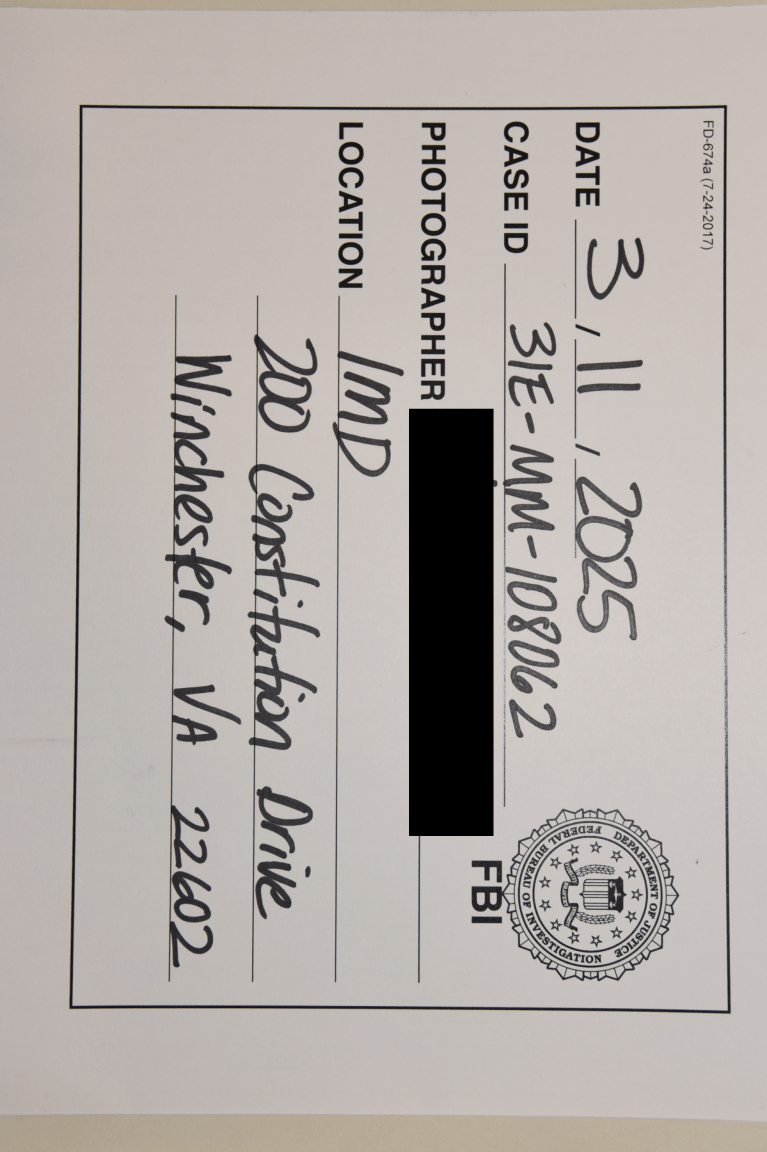 FD-674a (7-24-2017)
DATE 3 / 11 / 2025
CASE ID 31E-MM-108062
PHOTOGRAPHER
LOCATION IMD
200 Constitution Drive
Winchester, VA 22602
DEPARTMENT OF JUSTICE
FEDERAL BUREAU OF INVESTIGATION
FBI